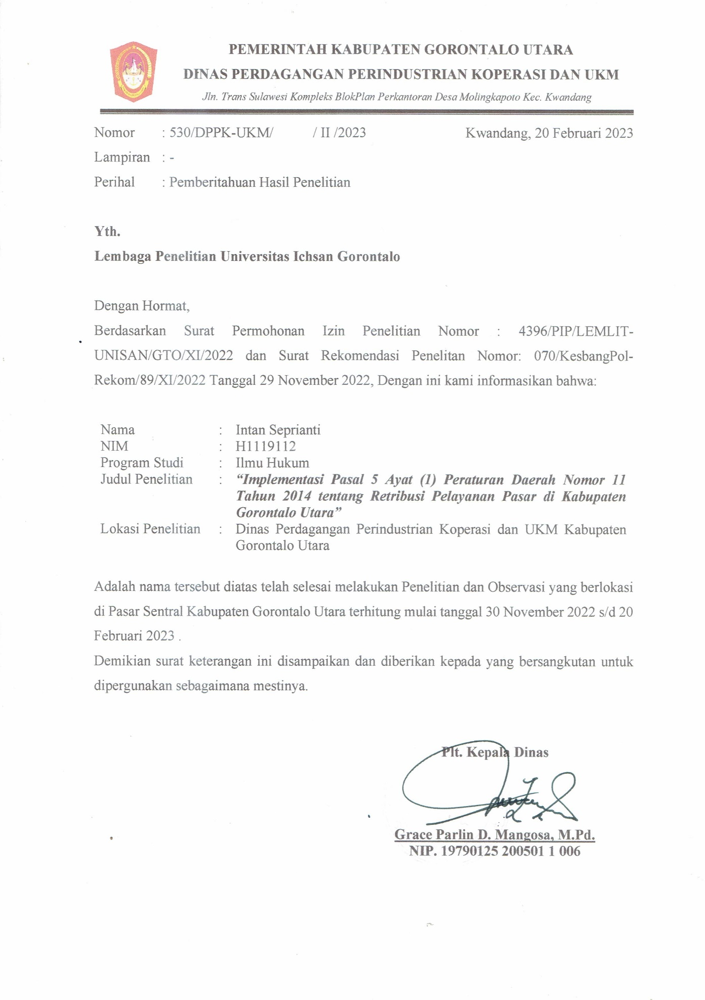 PEMERINTAH KABUPATEN GORONTALO UTARA
DINAS PERDAGANGAN PERINDUSTRIAN KOPERASI DAN UKM
Jln. Trans Sulawesi Kompleks BlokPlan Perkantoran Desa Molingkapoto Kec. Kwandang
Nomor : 530/DPPK-UKM/ / II /2023 Kwandang, 20 Februari 2023
Lampiran : -
Perihal : Pemberitahuan Hasil Penelitian
Yth.
Lembaga Penelitian Universitas Ichsan Gorontalo
Dengan Hormat,
Berdasarkan Surat Permohonan Izin Penelitian Nomor : 4396/PIP/LEMLIT-
UNISAN/GTO/XI/2022 dan Surat Rekomendasi Penelitan Nomor: 070/KesbangPol-
Rekom/89/XI/2022 Tanggal 29 November 2022, Dengan ini kami informasikan bahwa:
Nama : Intan Seprianti
NIM : H1119112
Program Studi : Ilmu Hukum
Judul Penelitian : “Implementasi Pasal 5 Ayat (1) Peraturan Daerah Nomor 11
Tahun 2014 tentang Retribusi Pelayanan Pasar di Kabupaten
Gorontalo Utara”
Lokasi Penelitian : Dinas Perdagangan Perindustrian Koperasi dan UKM Kabupaten
Gorontalo Utara
Adalah nama tersebut diatas telah selesai melakukan Penelitian dan Observasi yang berlokasi
di Pasar Sentral Kabupaten Gorontalo Utara terhitung mulai tanggal 30 November 2022 s/d 20
Februari 2023 .
Demikian surat keterangan ini disampaikan dan diberikan kepada yang bersangkutan untuk
dipergunakan sebagaimana mestinya.
Plt. Kepala Dinas
Grace Parlin D. Mangosa, M.Pd.
NIP. 19790125 200501 1 006